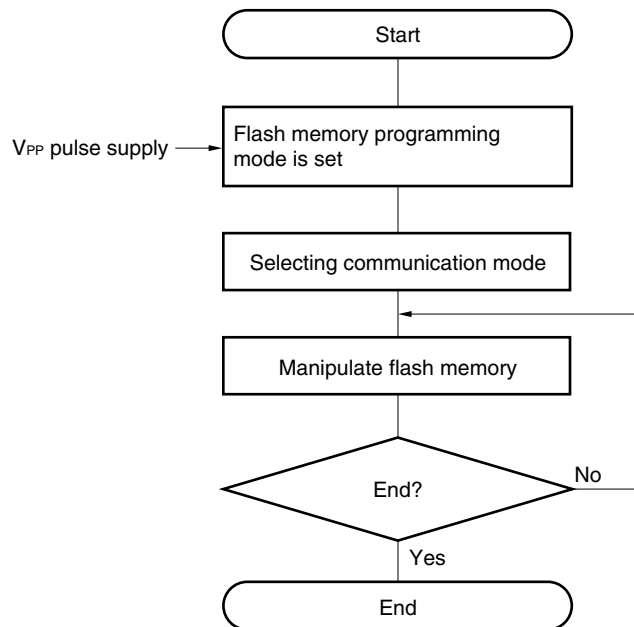 Start
VPP pulse supply
Flash memory programming
mode is set
Selecting communication mode
Manipulate flash memory
End?
No
Yes
End